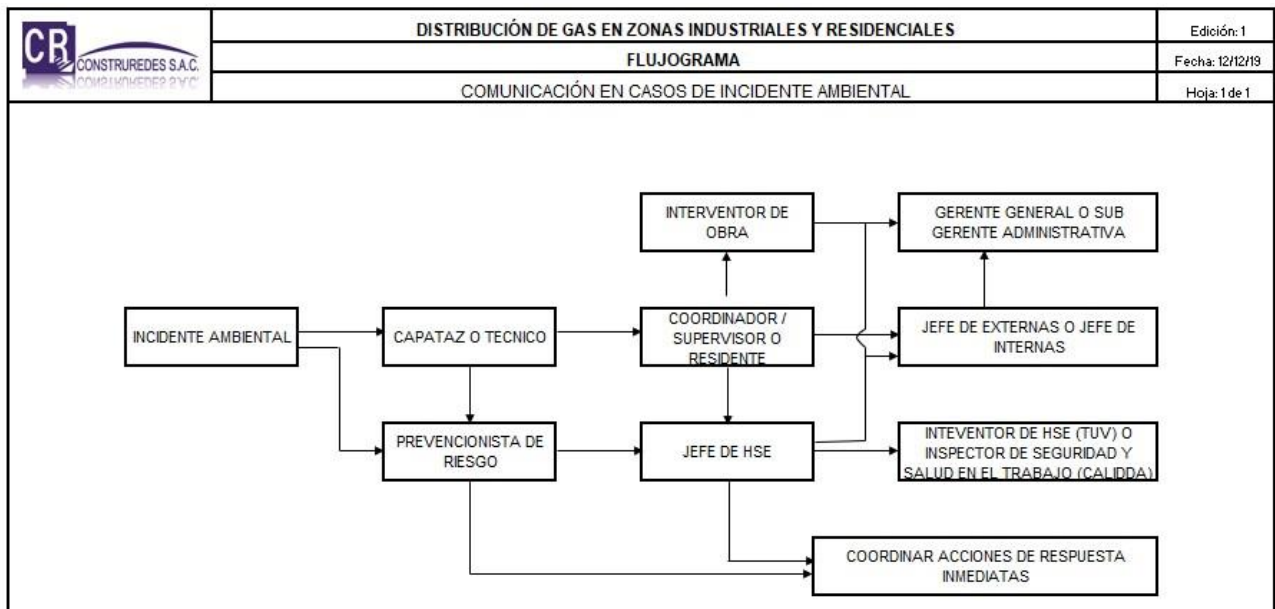 CR
CONSTRUREDES S.A.C.
DISTRIBUCIÓN DE GAS EN ZONAS INDUSTRIALES Y RESIDENCIALES
Edición: 1
FLUJOGRAMA
Fecha: 12/12/19
COMUNICACIÓN EN CASOS DE INCIDENTE AMBIENTAL
Hoja: 1 de 1
INTERVENTOR DE
OBRA
GERENTE GENERAL O SUB
GERENTE ADMINISTRATIVA
INCIDENTE AMBIENTAL
CAPATAZ O TECNICO
COORDINADOR /
SUPERVISOR O
RESIDENTE
JEFE DE EXTERNAS O JEFE DE
INTERNAS
PREVENCIONISTA DE
RIESGO
JEFE DE HSE
INTEVENTOR DE HSE (TUV) O
INSPECTOR DE SEGURIDAD Y
SALUD EN EL TRABAJO (CALIDDA)
COORDINAR ACCIONES DE RESPUESTA
INMEDIATAS